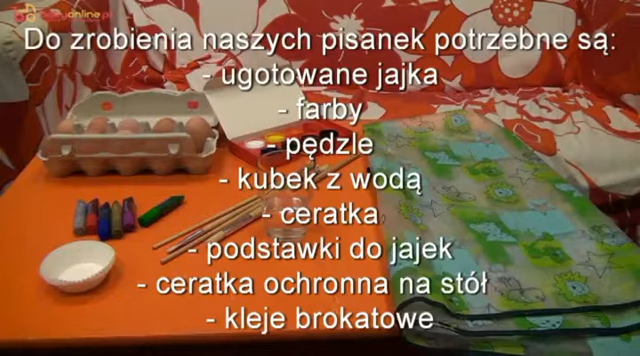 Do zrobienia naszych pisanek potrzebne są:
- ugotowane jajka
- farby
- pędzle
- kubek z wodą
- ceratka
- podstawki do jajek
- ceratka ochronna na stół
- kleje brokatowe